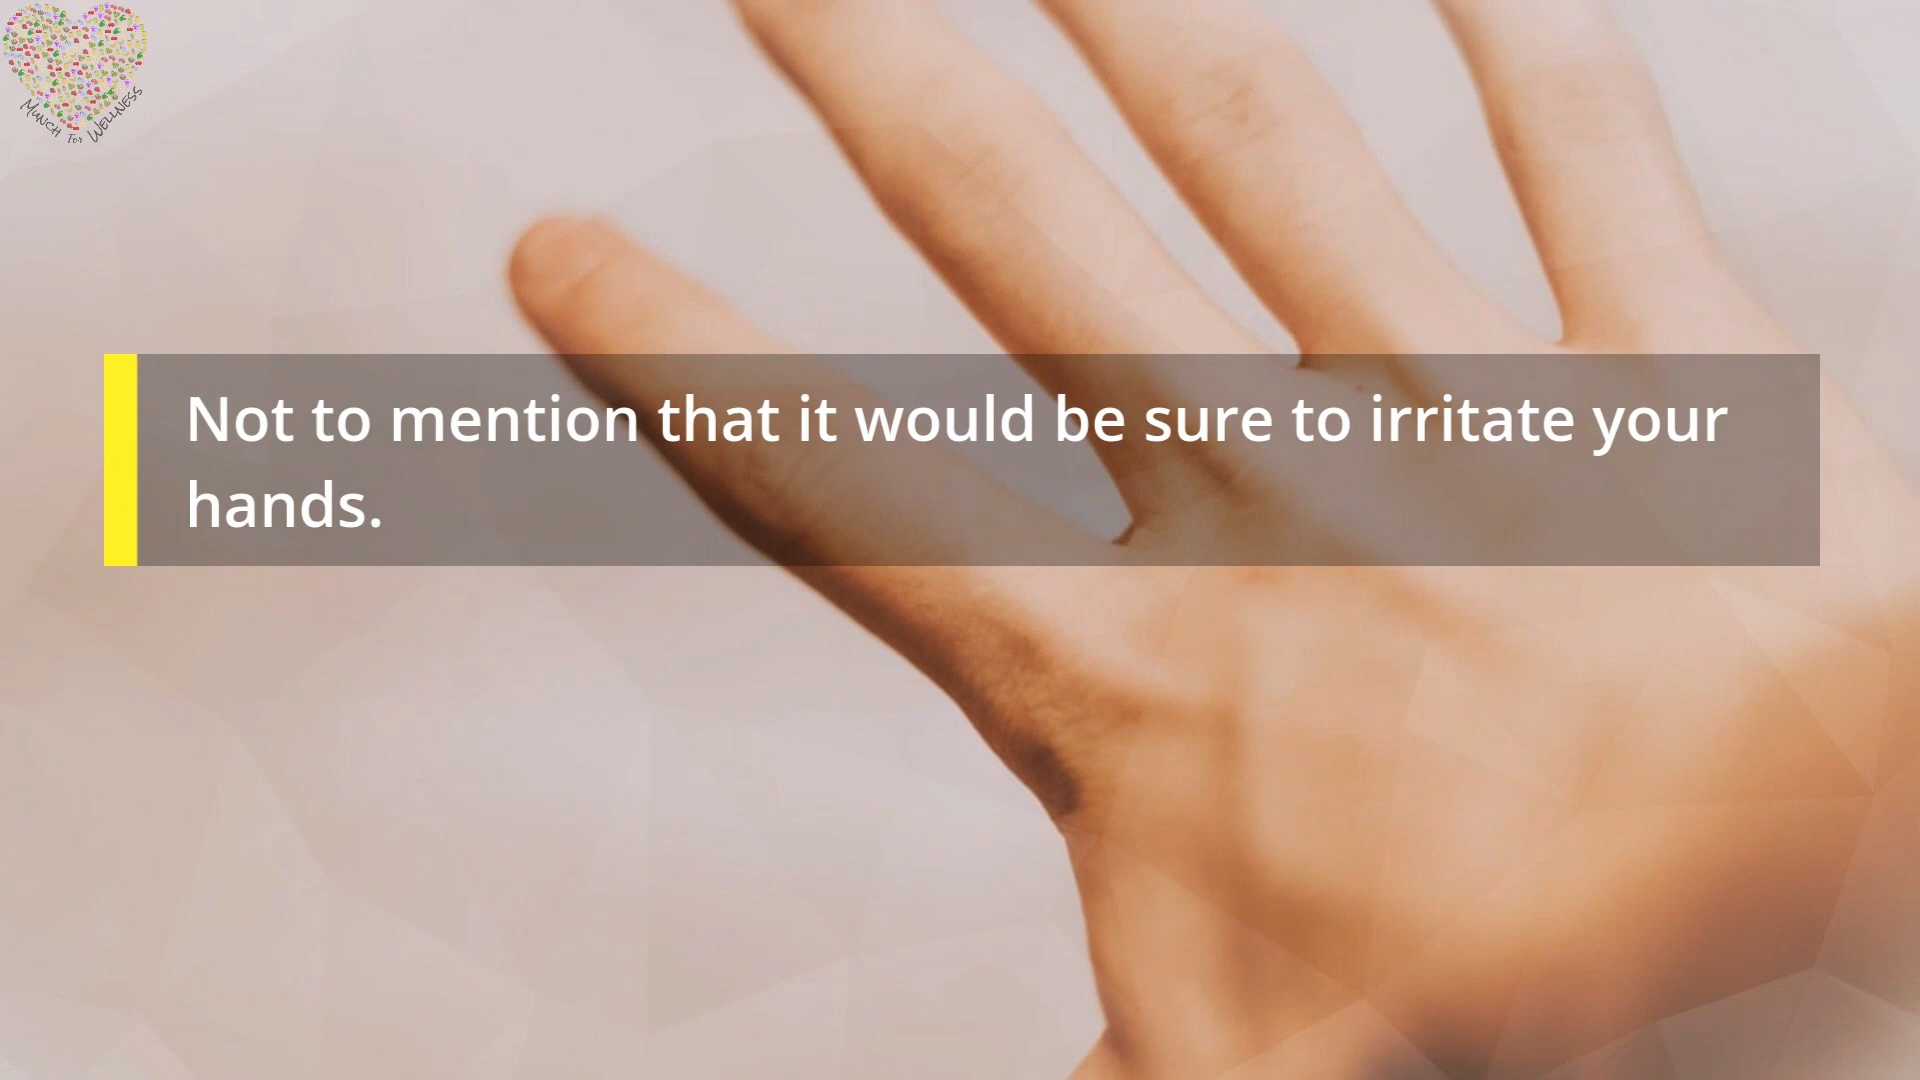 Munch For Wellness
Not to mention that it would be sure to irritate your
hands.